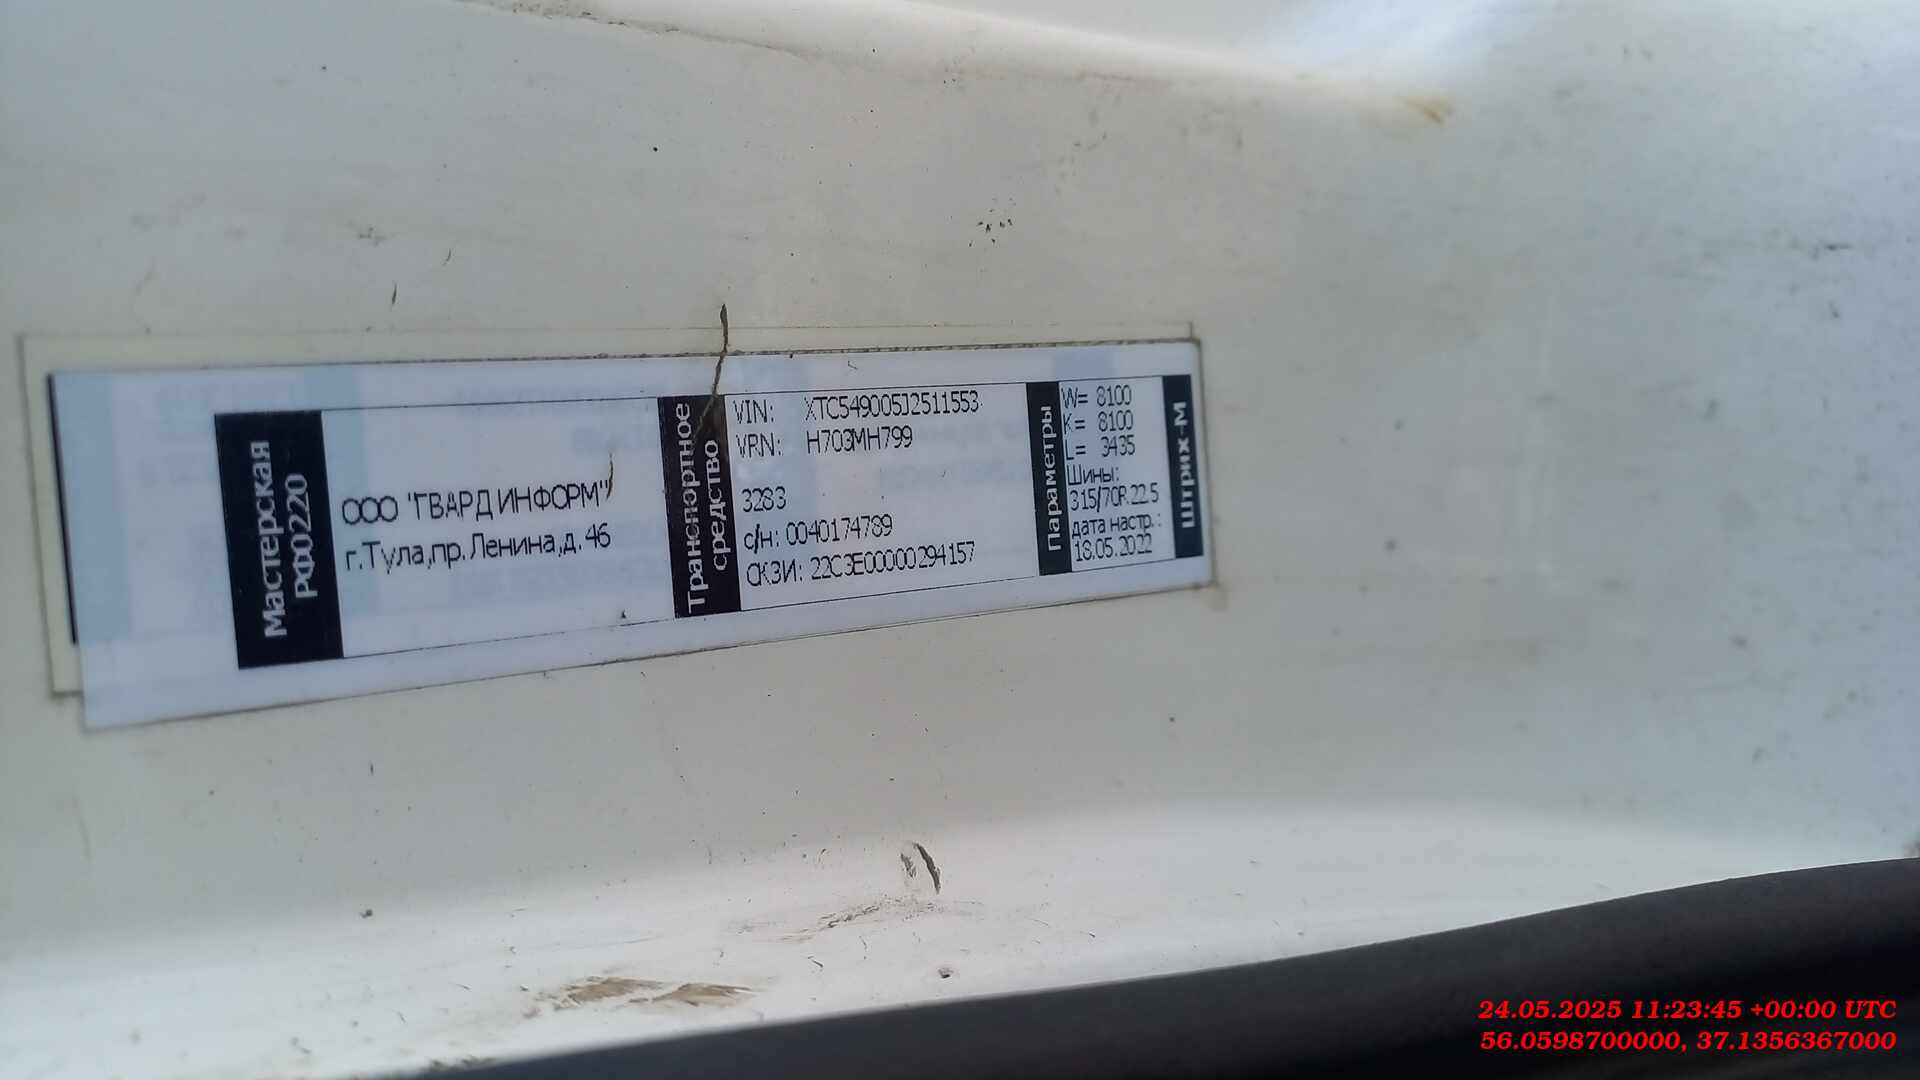 Мастерская
РФ0220
ООО "ГВАРД ИНФОРМ"
г.Тула,пр.Ленина,д. 46
Транспортное
средство
VIN: XTC549005J2511553
VRN: Н703МН799
3283
с/н: 0040174789
СКЗИ: 22C3E00000294157
Параметры
W= 8100
K= 8100
L= 3435
Шины:
315/70R 22.5
дата настр.:
18.05.2022
Штрих-М
24.05.2025 11:23:45 +00:00 UTC
56.0598700000, 37.1356367000